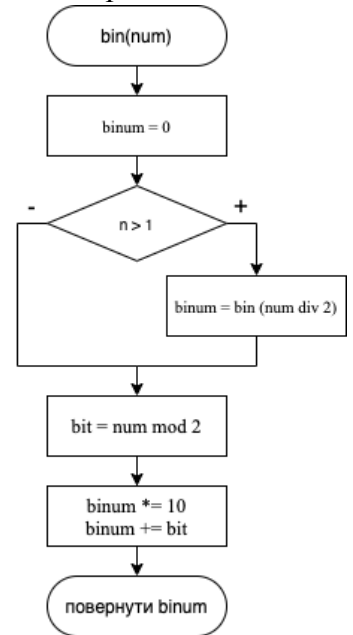 bin(num)
binum = 0
-
+
n > 1
binum = bin (num div 2)
bit = num mod 2
binum *= 10
binum += bit
повернути binum